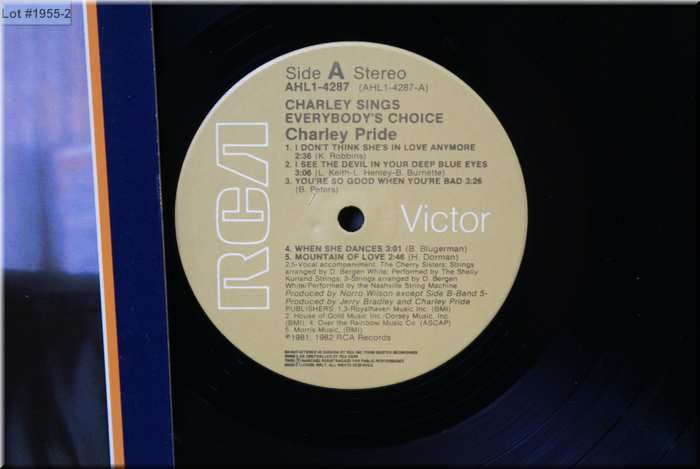 Lot #1955-2
Side A Stereo
AHL1-4287 (AHL1-4287-A)
CHARLEY SINGS
EVERYBODY'S CHOICE
Charley Pride
1. I DON'T THINK SHE'S IN LOVE ANYMORE
2:36 (K. Robbins)
2. I SEE THE DEVIL IN YOUR DEEP BLUE EYES
3:06 (L. Keith-L. Henley-B. Burnette)
3. YOU'RE SO GOOD WHEN YOU'RE BAD 3:26
(B. Peters)
RCA Victor
4. WHEN SHE DANCES 3:01 (B. Blugerman)
5. MOUNTAIN OF LOVE 2:46 (H. Dorman)
2,5-Vocal accompaniment: The Cherry Sisters; Strings
arranged by D. Bergen White; Performed by The Shelly
Kurland Strings; 3-Strings arranged by D. Bergen
White/Performed by the Nashville String Machine
Produced by Norro Wilson except Side B-Band 5-
Produced by Jerry Bradley and Charley Pride
PUBLISHERS: 1,3-Royalhaven Music Inc. (BMI)
2: House of Gold Music Inc./Dorsey Music, Inc.
(BMI); 4: Over the Rainbow Music Co. (ASCAP)
5: Morris Music, (BMI)
℗1981, 1982 RCA Records